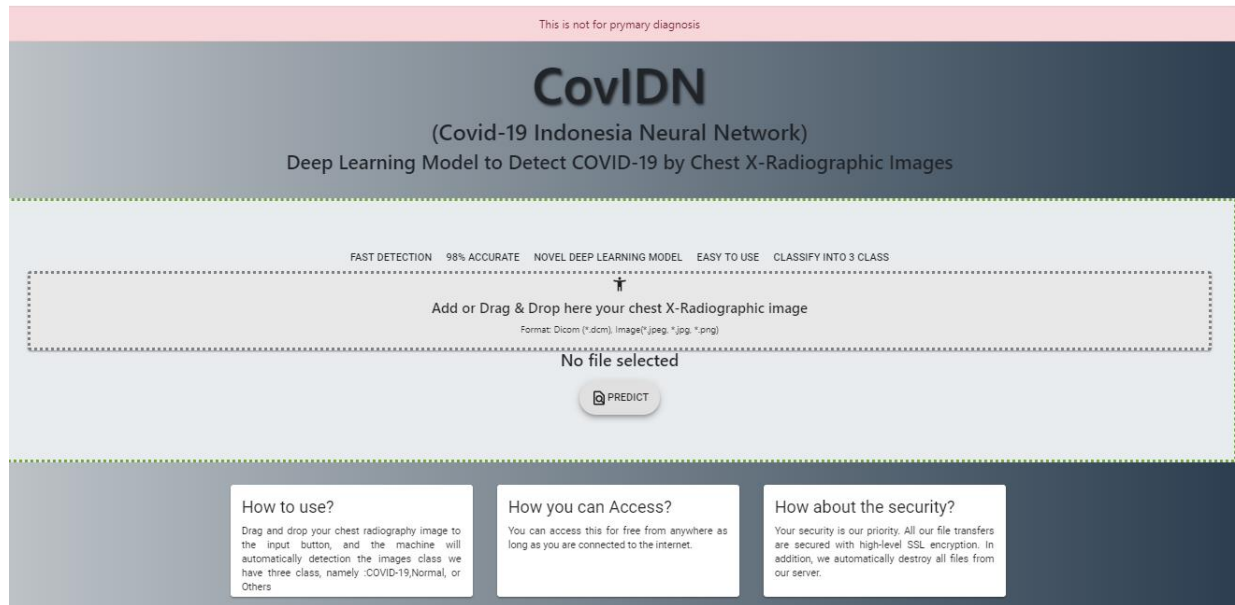 This is not for prymary diagnosis
CovIDN
(Covid-19 Indonesia Neural Network)
Deep Learning Model to Detect COVID-19 by Chest X-Radiographic Images
FAST DETECTION 98% ACCURATE NOVEL DEEP LEARNING MODEL EASY TO USE CLASSIFY INTO 3 CLASS
Add or Drag & Drop here your chest X-Radiographic image
Format: Dicom (*.dcm), Image(*.jpeg, *.jpg, *.png)
No file selected
PREDICT
How to use?
Drag and drop your chest radiography image to
the input button, and the machine will
automatically detection the images class we
have three class, namely :COVID-19,Normal, or
Others
How you can Access?
You can access this for free from anywhere as
long as you are connected to the internet.
How about the security?
Your security is our priority. All our file transfers
are secured with high-level SSL encryption. In
addition, we automatically destroy all files from
our server.